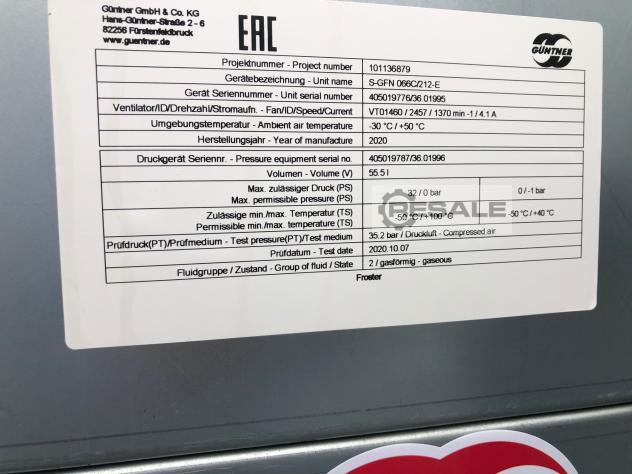 Güntner GmbH & Co. KG
Hans-Güntner-Straße 2 - 6
82256 Fürstenfeldbruck
www.guentner.de
EAC
GÜNTNER
Projektnummer - Project number 101136879
Gerätebezeichnung - Unit name S-GFN 066C/212-E
Gerät Seriennummer - Unit serial number 405019776/36.01995
Ventilator/ID/Drehzahl/Stromaufn. - Fan/ID/Speed/Current VT01460 / 2457 / 1370 min -1 / 4.1 A
Umgebungstemperatur - Ambient air temperature -30 °C / +50 °C
Herstellungsjahr - Year of manufacture 2020
Druckgerät Seriennr. - Pressure equipment serial no. 405019787/36.01996
Volumen - Volume (V) 55.5 l
Max. zulässiger Druck (PS) 32 / 0 bar 0 / -1 bar
Max. permissible pressure (PS)
RESALE
Zulässige min./max. Temperatur (TS) -50 °C / +100 °C -50 °C / +40 °C
Permissible min./max. temperature (TS)
Prüfdruck(PT)/Prüfmedium - Test pressure(PT)/Test medium 35.2 bar / Druckluft - Compressed air
Prüfdatum - Test date 2020.10.07
Fluidgruppe / Zustand - Group of fluid / State 2 / gasförmig - gaseous
Froster